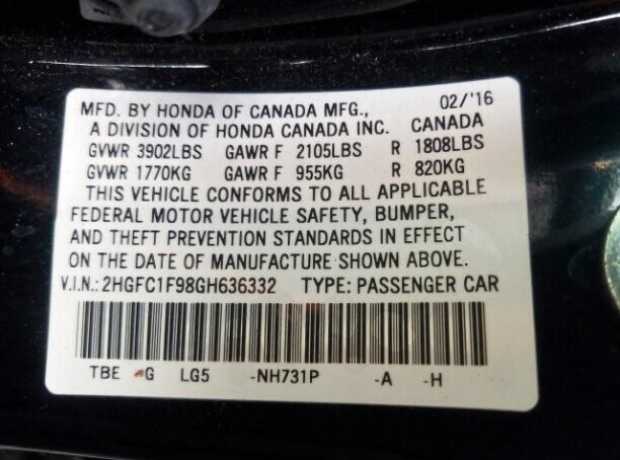 MFD. BY HONDA OF CANADA MFG., 02/'16
A DIVISION OF HONDA CANADA INC. CANADA
GVWR 3902LBS GAWR F 2105LBS R 1808LBS
GVWR 1770KG GAWR F 955KG R 820KG
THIS VEHICLE CONFORMS TO ALL APPLICABLE
FEDERAL MOTOR VEHICLE SAFETY, BUMPER,
AND THEFT PREVENTION STANDARDS IN EFFECT
ON THE DATE OF MANUFACTURE SHOWN ABOVE.
V.I.N.: 2HGFC1F98GH636332 TYPE: PASSENGER CAR
TBE -G LG5 -NH731P -A -H